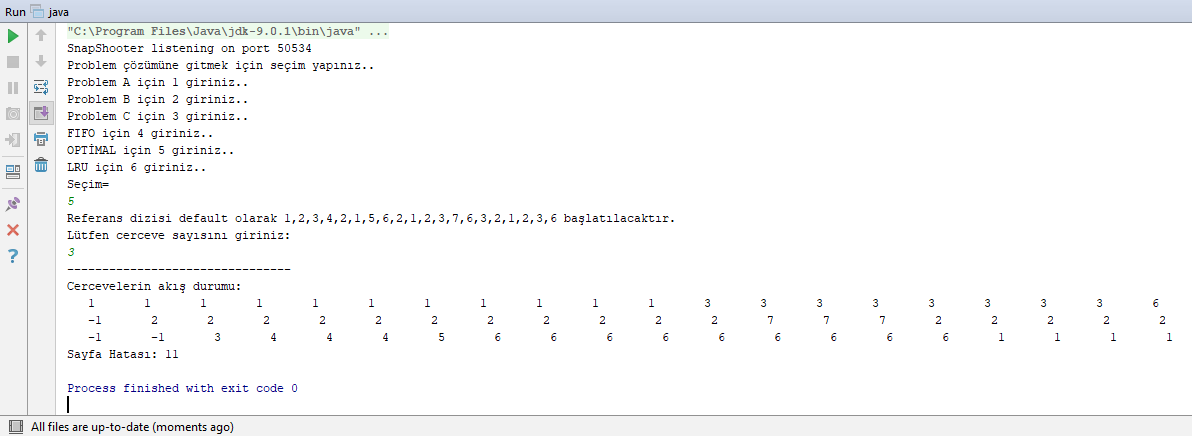 Run java
"C:\Program Files\Java\jdk-9.0.1\bin\java" ...
SnapShooter listening on port 50534
Problem çözümüne gitmek için seçim yapınız..
Problem A için 1 giriniz..
Problem B için 2 giriniz..
Problem C için 3 giriniz..
FIFO için 4 giriniz..
OPTİMAL için 5 giriniz..
LRU için 6 giriniz..
Seçim=
5
Referans dizisi default olarak 1,2,3,4,2,1,5,6,2,1,2,3,7,6,3,2,1,2,3,6 başlatılacaktır.
Lütfen cerceve sayısını giriniz:
3
--------------------------------
Cercevelerin akış durumu:
1 1 1 1 1 1 1 1 1 1 1 3 3 3 3 3 3 3 3 6
-1 2 2 2 2 2 2 2 2 2 2 2 7 7 7 2 2 2 2 2
-1 -1 3 4 4 4 5 6 6 6 6 6 6 6 6 6 1 1 1 1
Sayfa Hatası: 11
Process finished with exit code 0
All files are up-to-date (moments ago)